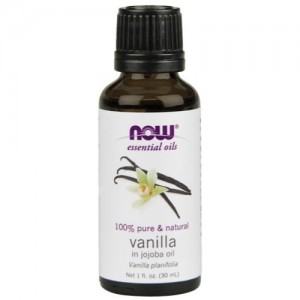 now
essential oils
100% pure & natural
vanilla
in jojoba oil
Vanilla planifolia
Net 1 fl. oz. (30 mL)